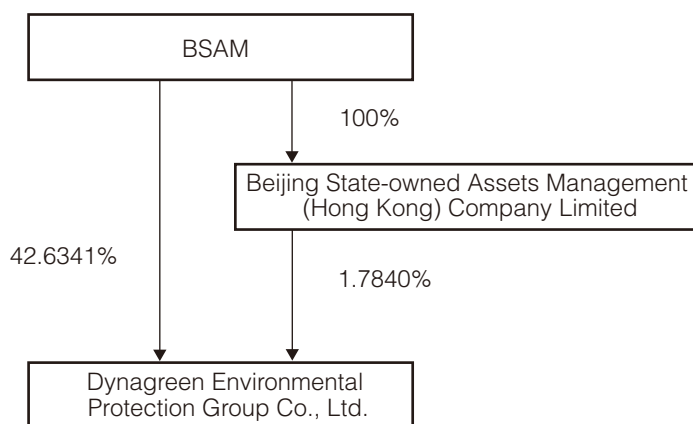 BSAM
100%
Beijing State-owned Assets Management
(Hong Kong) Company Limited
42.6341%
1.7840%
Dynagreen Environmental
Protection Group Co., Ltd.